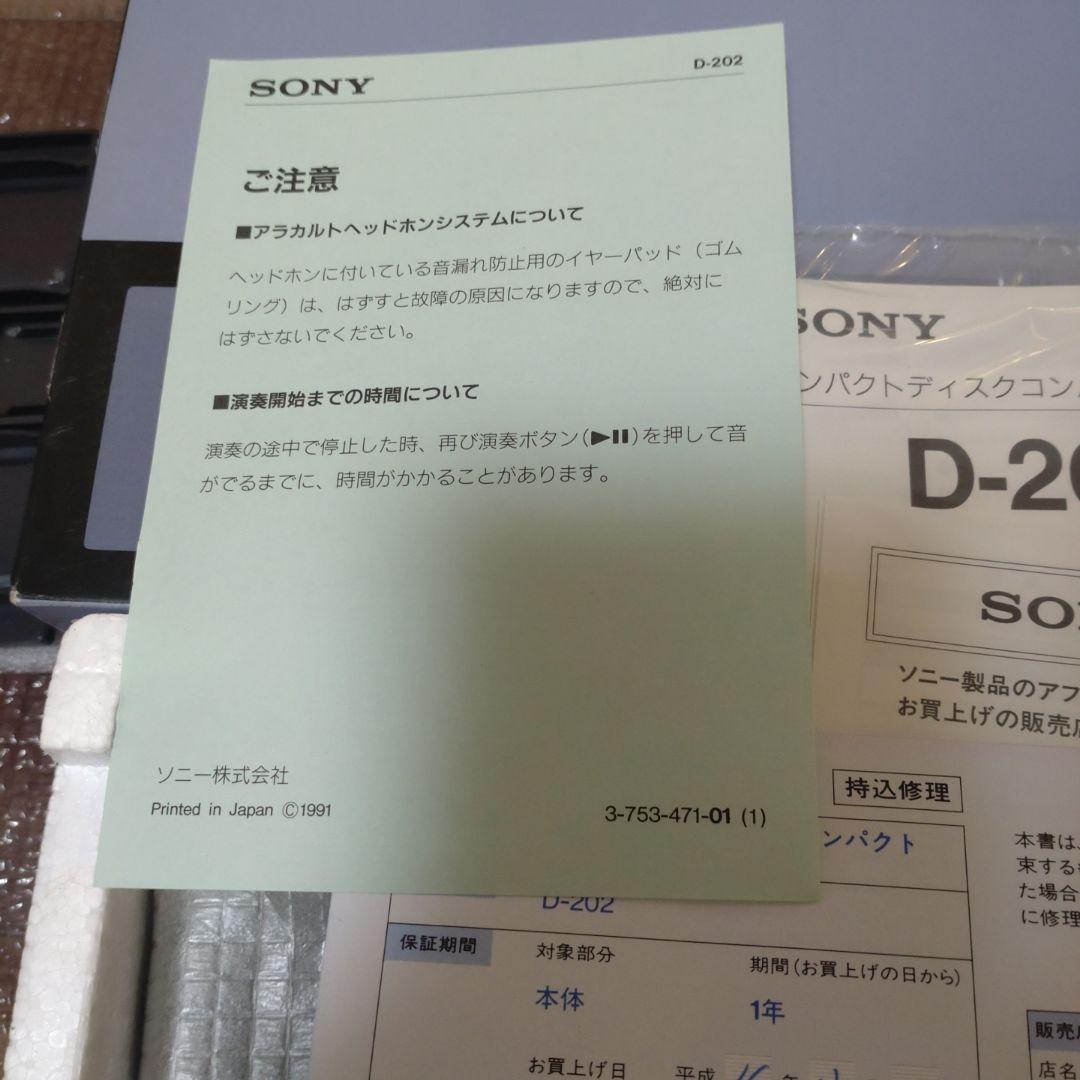 SONY
D-202
ご注意
■アラカルトヘッドホンシステムについて
ヘッドホンに付いている音漏れ防止用のイヤーパッド（ゴム
リング）は、はずすと故障の原因になりますので、絶対に
はずさないでください。
■演奏開始までの時間について
演奏の途中で停止した時、再び演奏ボタン(▶❚❚)を押して音
がでるまでに、時間がかかることがあります。
ソニー株式会社
Printed in Japan ©1991
3-753-471-01 (1)
SONY
ンパクトディスクコン
D-2
SO
ソニー製品のアフ
お買上げの販売
持込修理
ンパクト
D-202
保証期間
対象部分
期間（お買上げの日から）
本体
1年
お買上げ日
平成
年
本書は、
束する
た場合
に修理
販売
店名